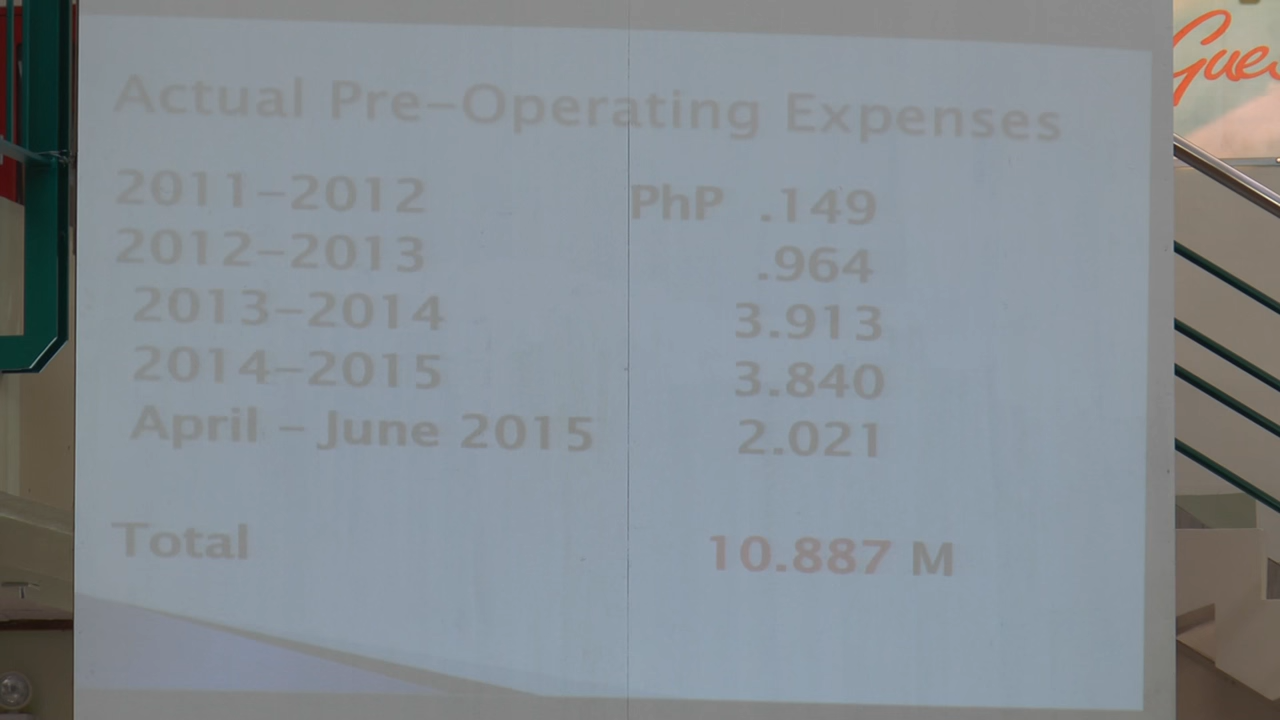 Actual Pre-Operating Expenses
2011-2012 PhP .149
2012-2013 .964
2013-2014 3.913
2014-2015 3.840
April - June 2015 2.021
Total 10.887 M